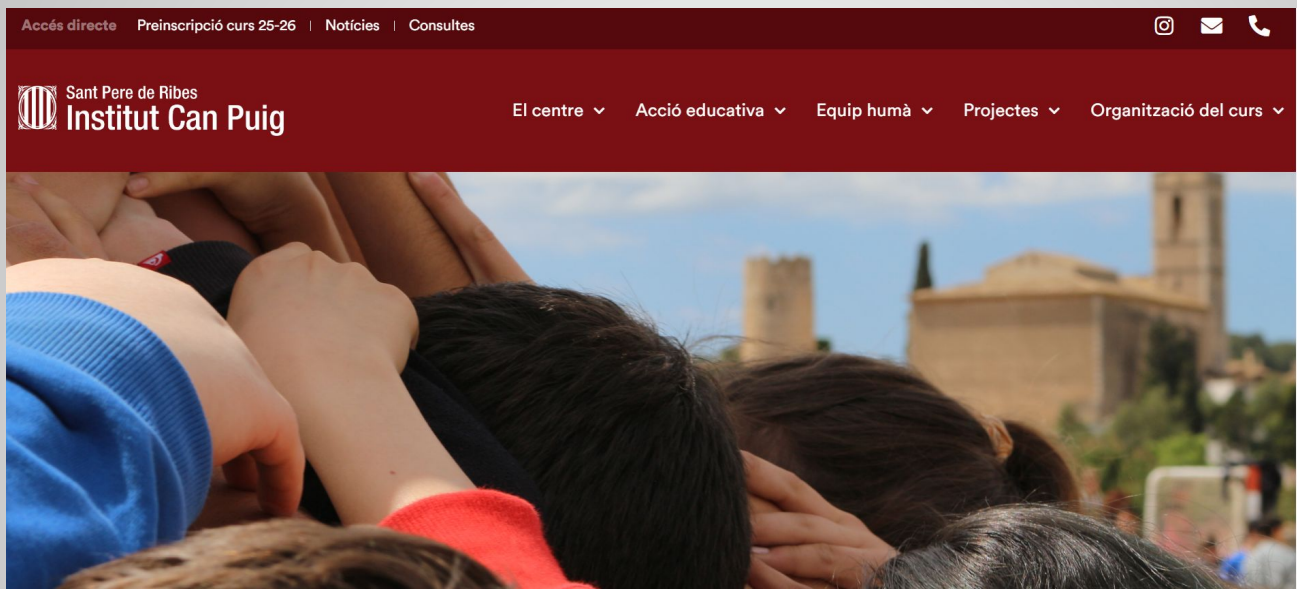 Accés directe Preinscripció curs 25-26 | Notícies | Consultes
Sant Pere de Ribes
Institut Can Puig
El centre Acció educativa Equip humà Projectes Organització del curs